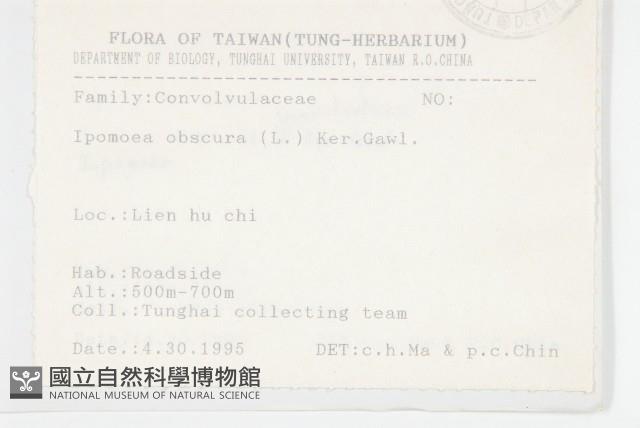 FLORA OF TAIWAN(TUNG-HERBARIUM)
DEPARTMENT OF BIOLOGY, TUNGHAI UNIVERSITY, TAIWAN R.O.CHINA
Family:Convolvulaceae NO:
Ipomoea obscura (L.) Ker.Gawl.
Loc.:Lien hu chi
Hab.:Roadside
Alt.:500m-700m
Coll.:Tunghai collecting team
Date.:4.30.1995 DET:c.h.Ma & p.c.Chin
國立自然科學博物館
NATIONAL MUSEUM OF NATURAL SCIENCE